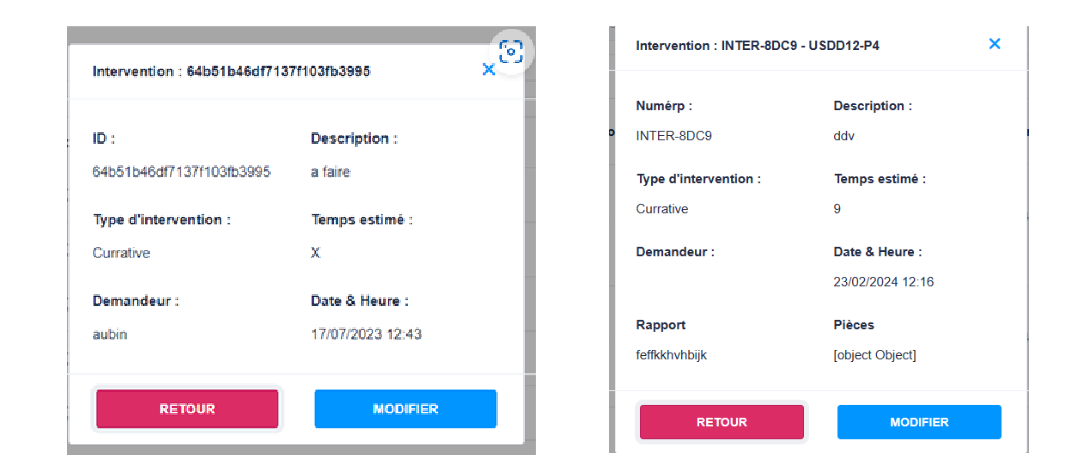 Intervention : 64b51b46df7137f103fb3995
ID :
Description :
64b51b46df7137f103fb3995
a faire
Type d'intervention :
Temps estimé :
Currative
X
Demandeur :
Date & Heure :
aubin
17/07/2023 12:43
RETOUR
MODIFIER
Intervention : INTER-8DC9 - USDD12-P4
Numérp :
Description :
INTER-8DC9
ddv
Type d'intervention :
Temps estimé :
Currative
9
Demandeur :
Date & Heure :
23/02/2024 12:16
Rapport
Pièces
feffkkhvhbijk
[object Object]
RETOUR
MODIFIER